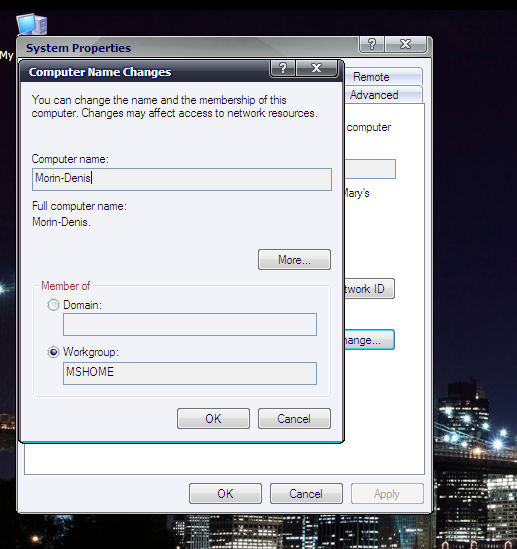 My
System Properties
Computer Name Changes
Remote
Advanced
You can change the name and the membership of this
computer. Changes may affect access to network resources.
computer
Computer name:
Morin-Denis
Mary's
Full computer name:
Morin-Denis.
More...
Member of
twork ID
Domain:
hange...
Workgroup:
MSHOME
OK
Cancel
OK
Cancel
Apply